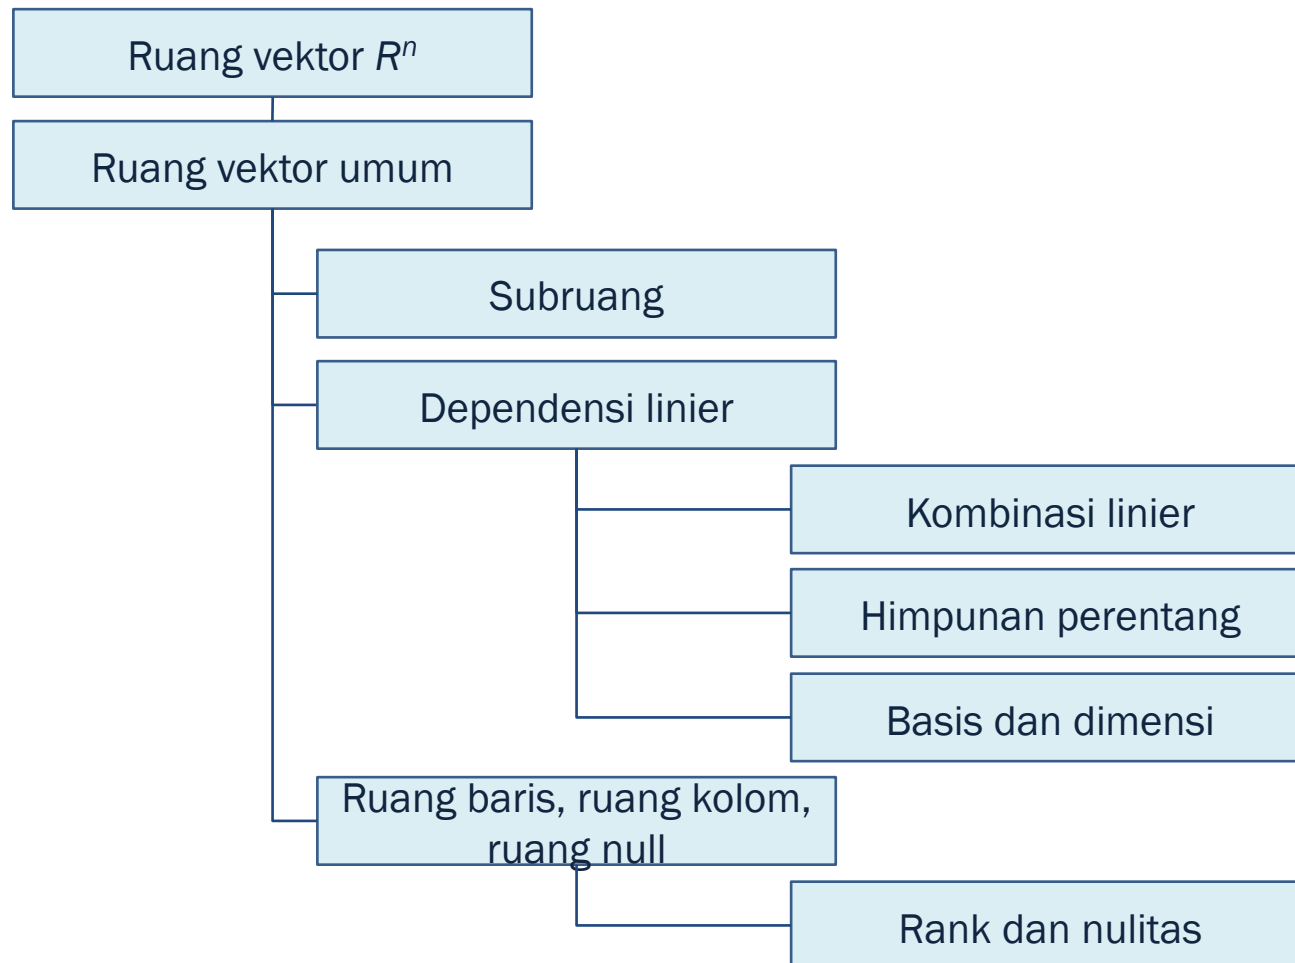 Ruang vektor Rⁿ
Ruang vektor umum
Subruang
Dependensi linier
Kombinasi linier
Himpunan perentang
Basis dan dimensi
Ruang baris, ruang kolom,
ruang null
Rank dan nulitas